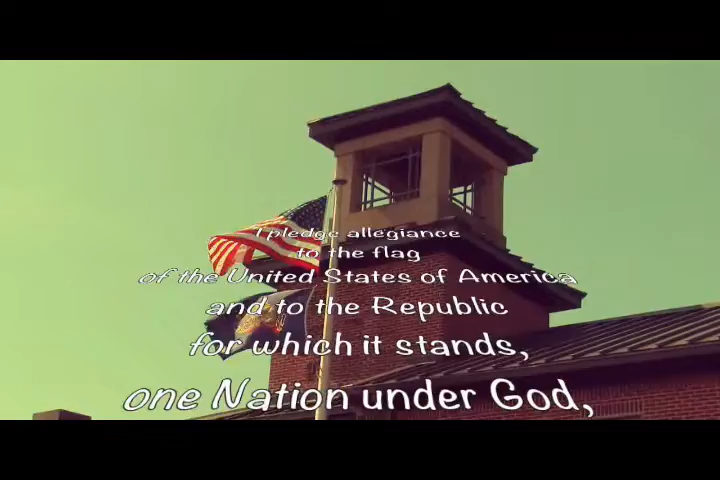 I pledge allegiance
to the flag
of the United States of America
and to the Republic
for which it stands,
one Nation under God,